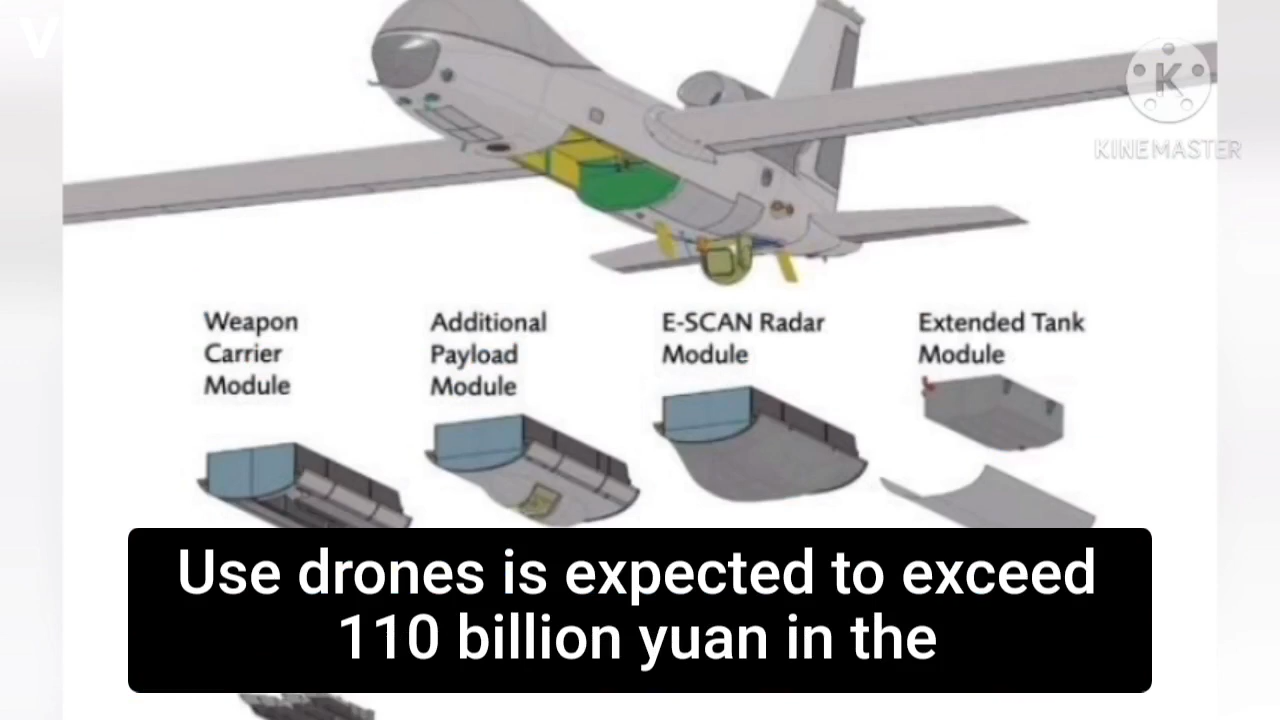 V
K
KINEMASTER
Weapon
Carrier
Module
Additional
Payload
Module
E-SCAN Radar
Module
Extended Tank
Module
Use drones is expected to exceed
110 billion yuan in the